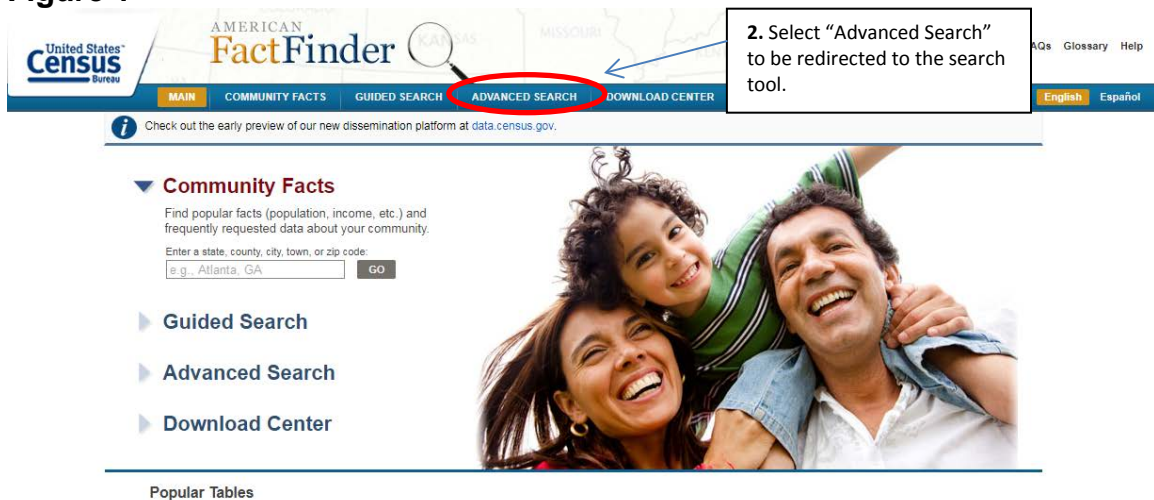 AMERICAN
FactFinder
United States™
Census
Bureau
KANSAS
MISSOURI
2. Select “Advanced Search”
to be redirected to the search
tool.
AQs Glossary Help
MAIN COMMUNITY FACTS GUIDED SEARCH ADVANCED SEARCH DOWNLOAD CENTER
English Español
i Check out the early preview of our new dissemination platform at data.census.gov.
Community Facts
Find popular facts (population, income, etc.) and
frequently requested data about your community.
Enter a state, county, city, town, or zip code:
e.g., Atlanta, GA GO
Guided Search
Advanced Search
Download Center
Popular Tables